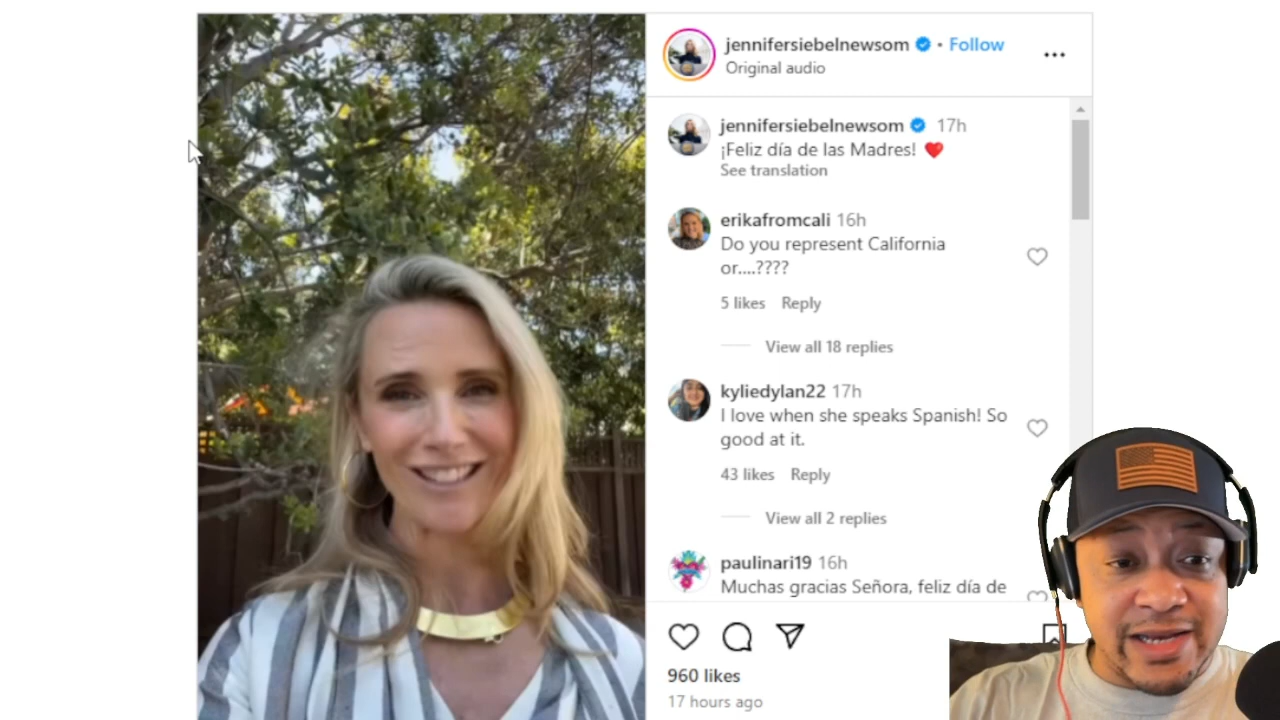 jennifersiebelnewsom • Follow
Original audio
jennifersiebelnewsom 17h
¡Feliz día de las Madres! ❤️
See translation
erikafromcali 16h
Do you represent California
or....????
5 likes Reply
View all 18 replies
kyliedylan22 17h
I love when she speaks Spanish! So
good at it.
43 likes Reply
View all 2 replies
paulinari19 16h
Muchas gracias Señora, feliz día de
960 likes
17 hours ago